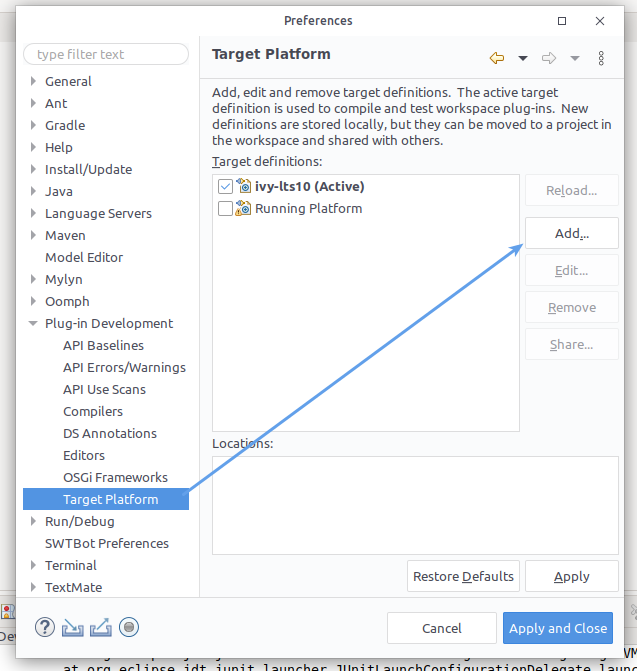 Preferences
type filter text
General
Ant
Gradle
Help
Install/Update
Java
Language Servers
Maven
Model Editor
Mylyn
Oomph
Plug-in Development
API Baselines
API Errors/Warnings
API Use Scans
Compilers
DS Annotations
Editors
OSGi Frameworks
Target Platform
Run/Debug
SWTBot Preferences
Terminal
TextMate
Target Platform
Add, edit and remove target definitions.  The active target
definition is used to compile and test workspace plug-ins.  New
definitions are stored locally, but they can be moved to a project in
the workspace and shared with others.
Target definitions:
ivy-lts10 (Active)
Running Platform
Reload...
Add...
Edit...
Remove
Share...
Locations:
Restore Defaults
Apply
Cancel
Apply and Close
at org.eclipse.jdt.junit.launcher.JUnitLaunchConfigurationDelegate.launc